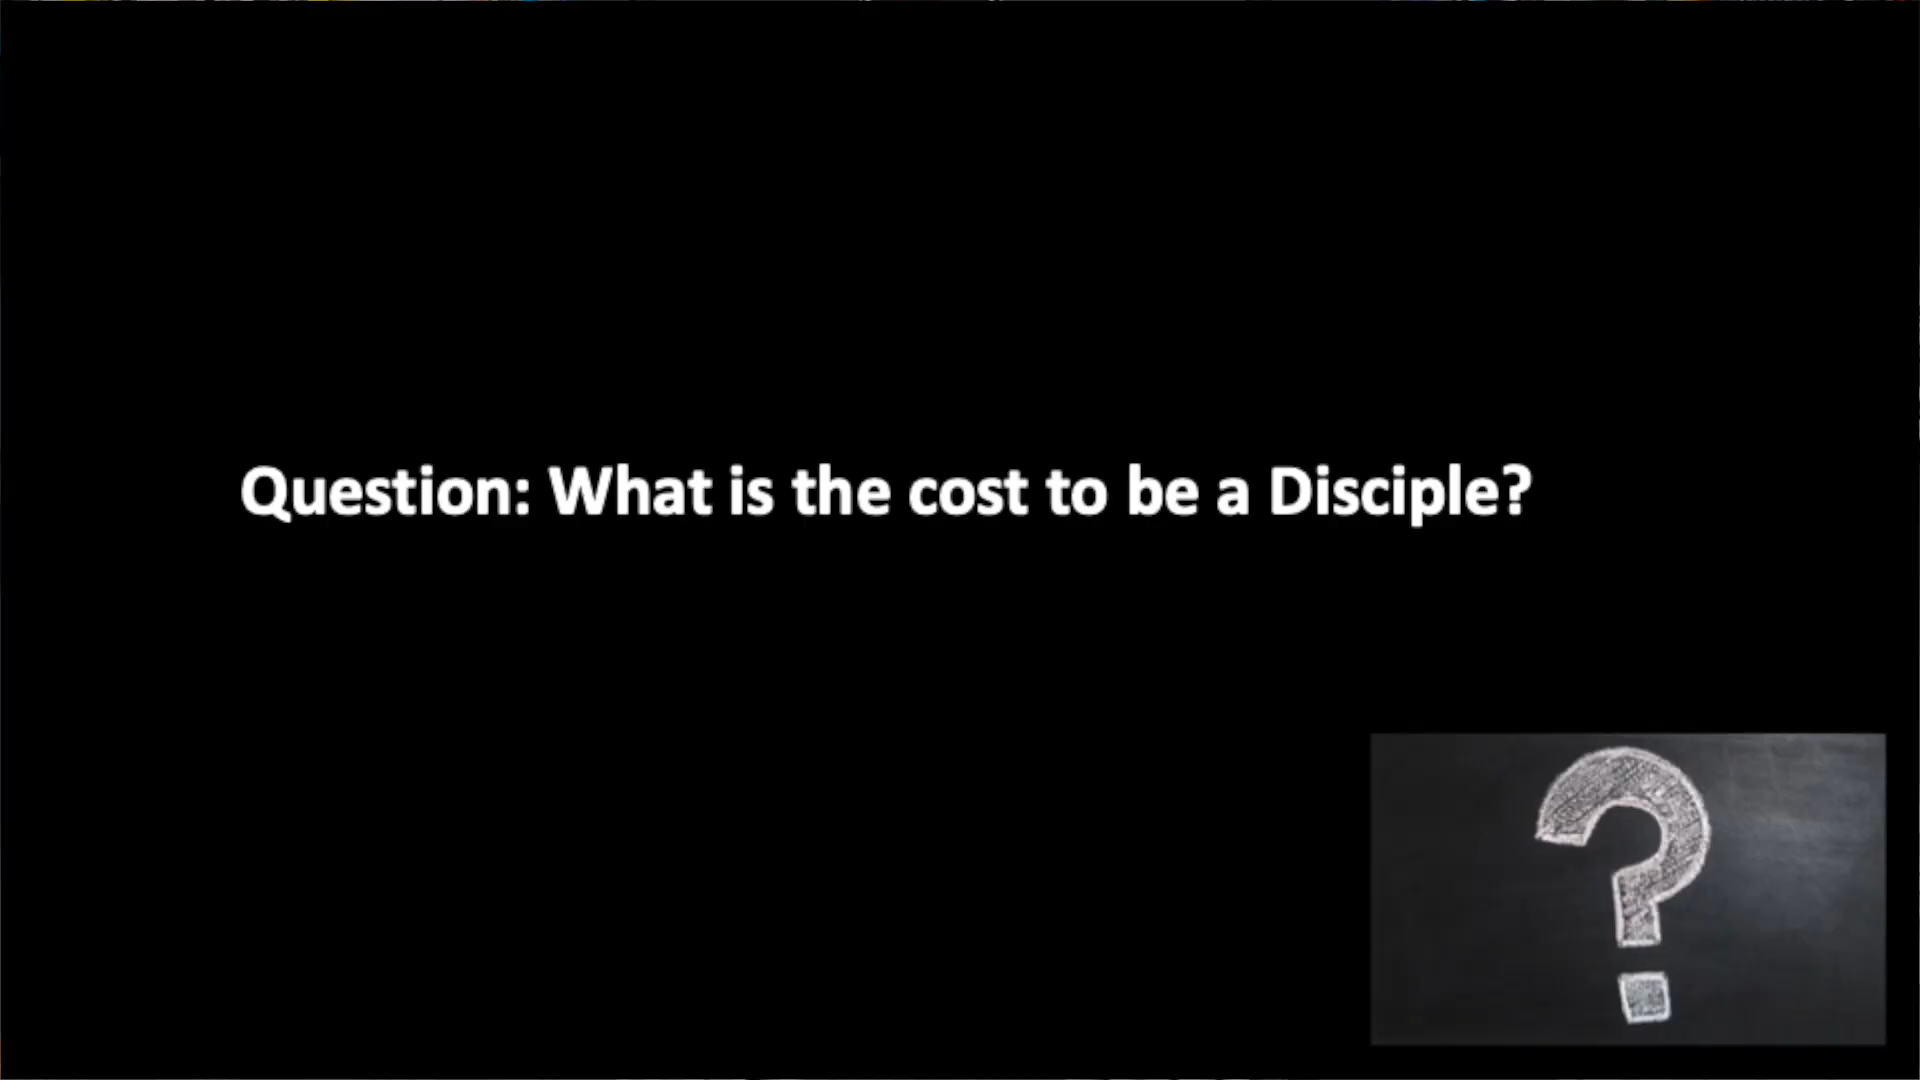 Question: What is the cost to be a Disciple?
?